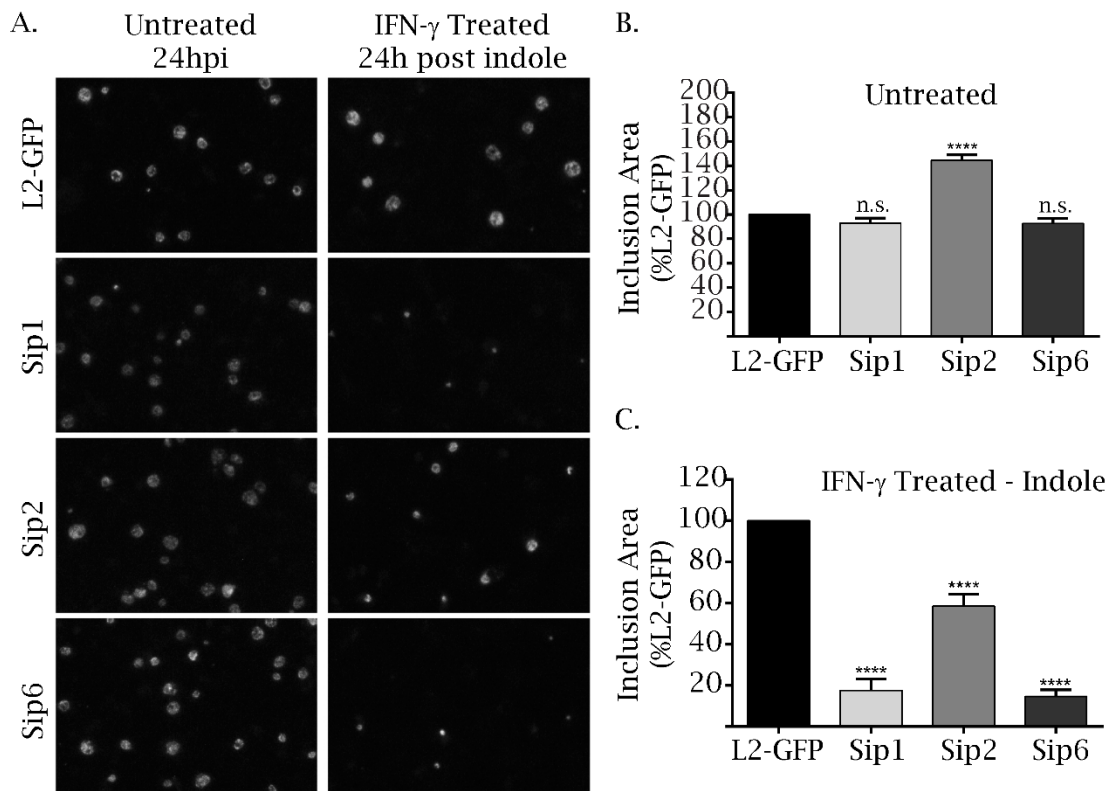 A.
Untreated
24hpi
IFN-γ Treated
24h post indole
L2-GFP
Sip1
Sip2
Sip6
B.
Untreated
Inclusion Area
(%L2-GFP)
200
180
160
140
120
100
80
60
40
20
n.s.
****
n.s.
L2-GFP Sip1 Sip2 Sip6
C.
IFN-γ Treated - Indole
Inclusion Area
(%L2-GFP)
120
100
80
60
40
20
****
****
****
L2-GFP Sip1 Sip2 Sip6